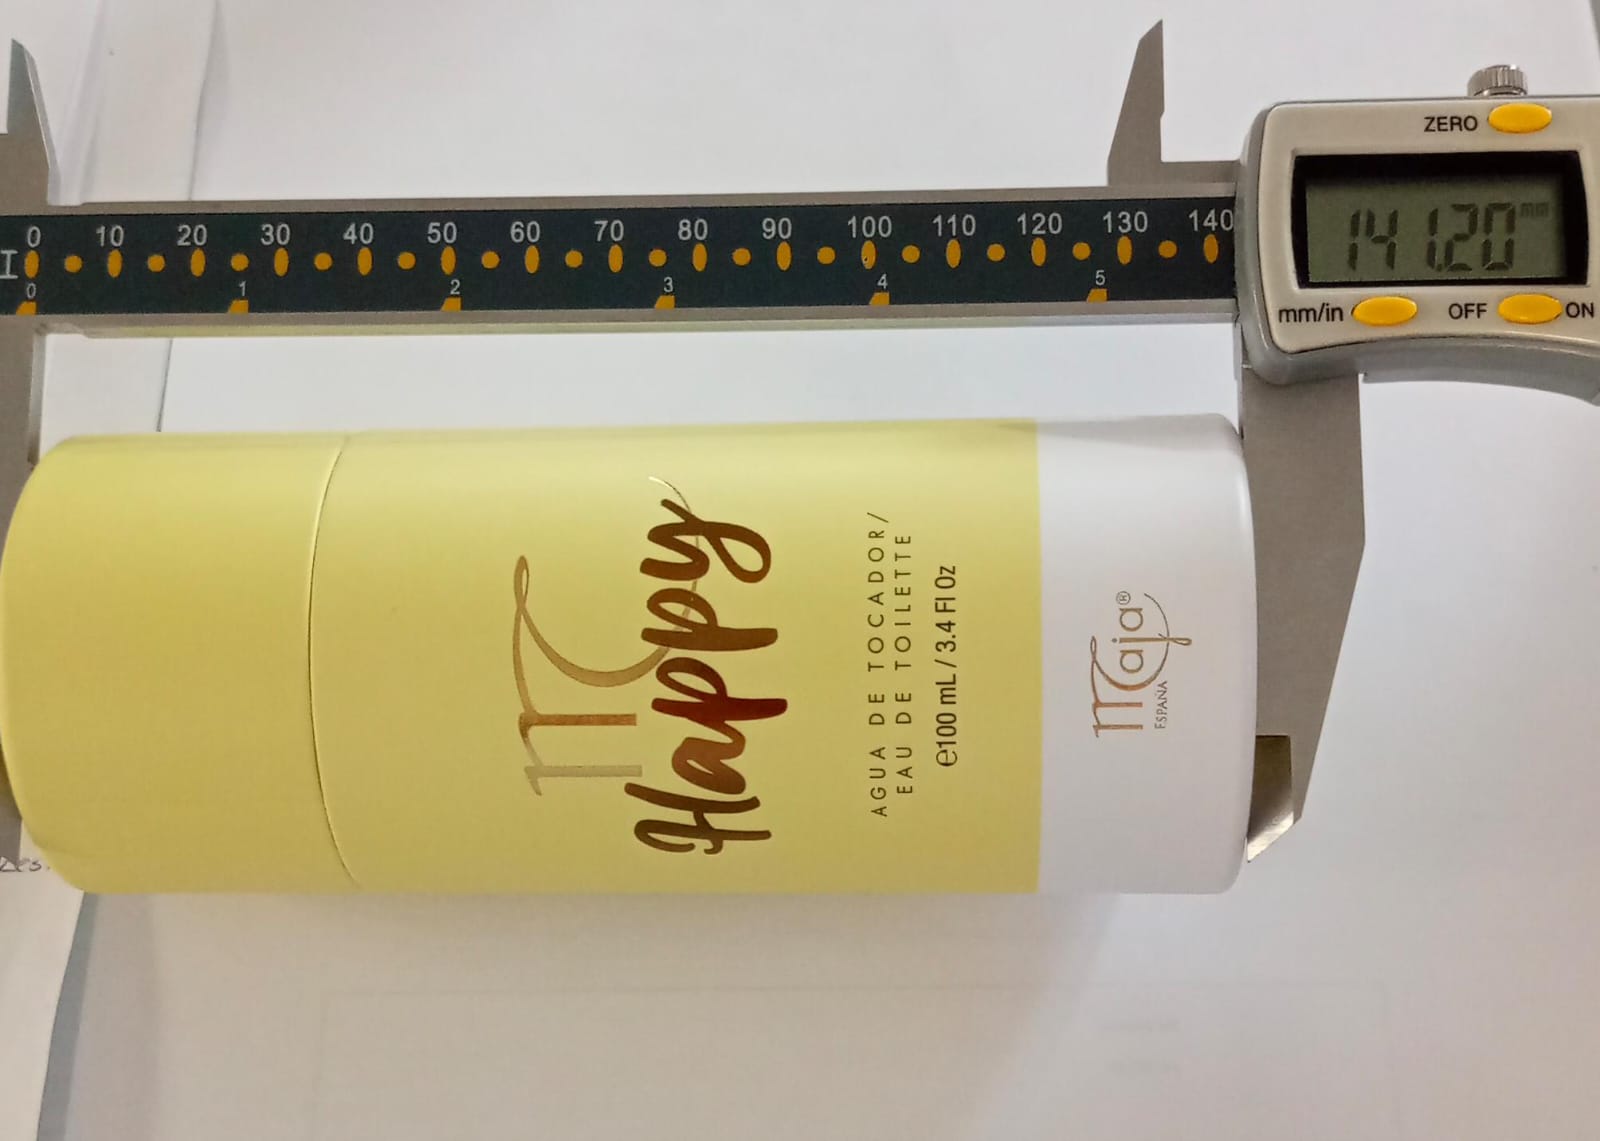 0 10 20 30 40 50 60 70 80 90 100 110 120 130 140
0 1 2 3 4 5
ZERO
141.20 mm
mm/in OFF ON
Happy
AGUA DE TOCADOR/
EAU DE TOILETTE
℮100 mL / 3.4 Fl Oz
Maja®
ESPAÑA